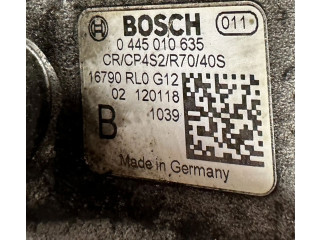 BOSCH 011
0 445 010 635
CR/CP4S2/R70/40S
16790 RL0 G12
02 120118
B 1039
Made in Germany